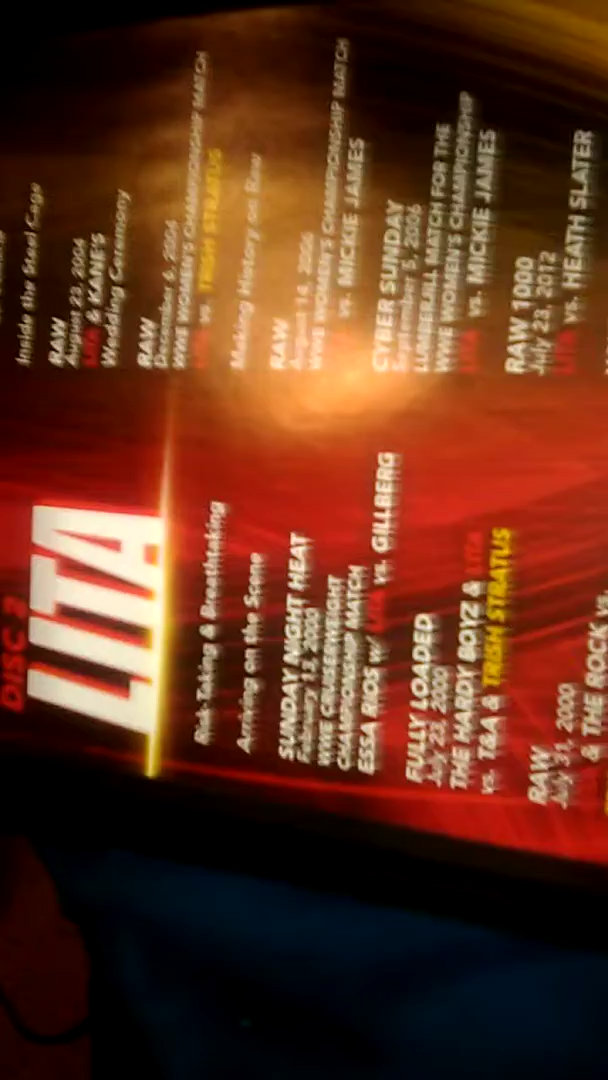 DISC 2
LITA
Risk-Taking & Breathtaking
Arriving on the Scene
SUNDAY NIGHT HEAT
February 13, 2000
WWE CRUISERWEIGHT
CHAMPIONSHIP MATCH
ESSA RIOS w/ LITA vs. GILLBERG
FULLY LOADED
July 23, 2000
THE HARDY BOYZ & LITA
vs. T&A & TRISH STRATUS
RAW
July 31, 2000
& THE ROCK vs.
Inside the Steel Cage
RAW
August 23, 2004
LITA & KANE'S
Wedding Ceremony
RAW
December 6, 2004
WWE WOMEN'S CHAMPIONSHIP MATCH
LITA vs. TRISH STRATUS
Making History on Raw
RAW
August 14, 2006
WWE WOMEN'S CHAMPIONSHIP MATCH
vs. MICKIE JAMES
CYBER SUNDAY
September 5, 2006
LUMBERJILL MATCH FOR THE
WWE WOMEN'S CHAMPIONSHIP
LITA vs. MICKIE JAMES
RAW 1000
July 23, 2012
LITA vs. HEATH SLATER